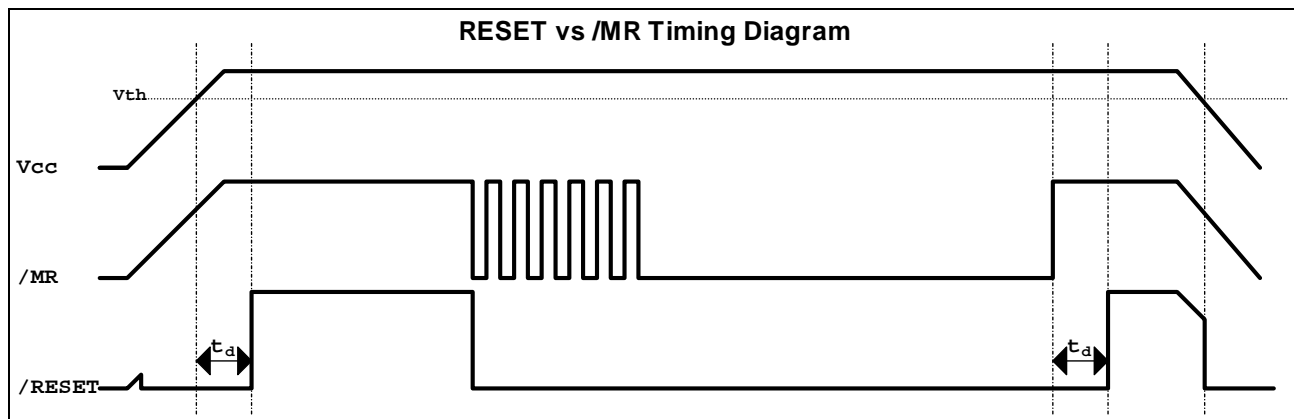 RESET vs /MR Timing Diagram
Vth
Vcc
/MR
td
td
/RESET